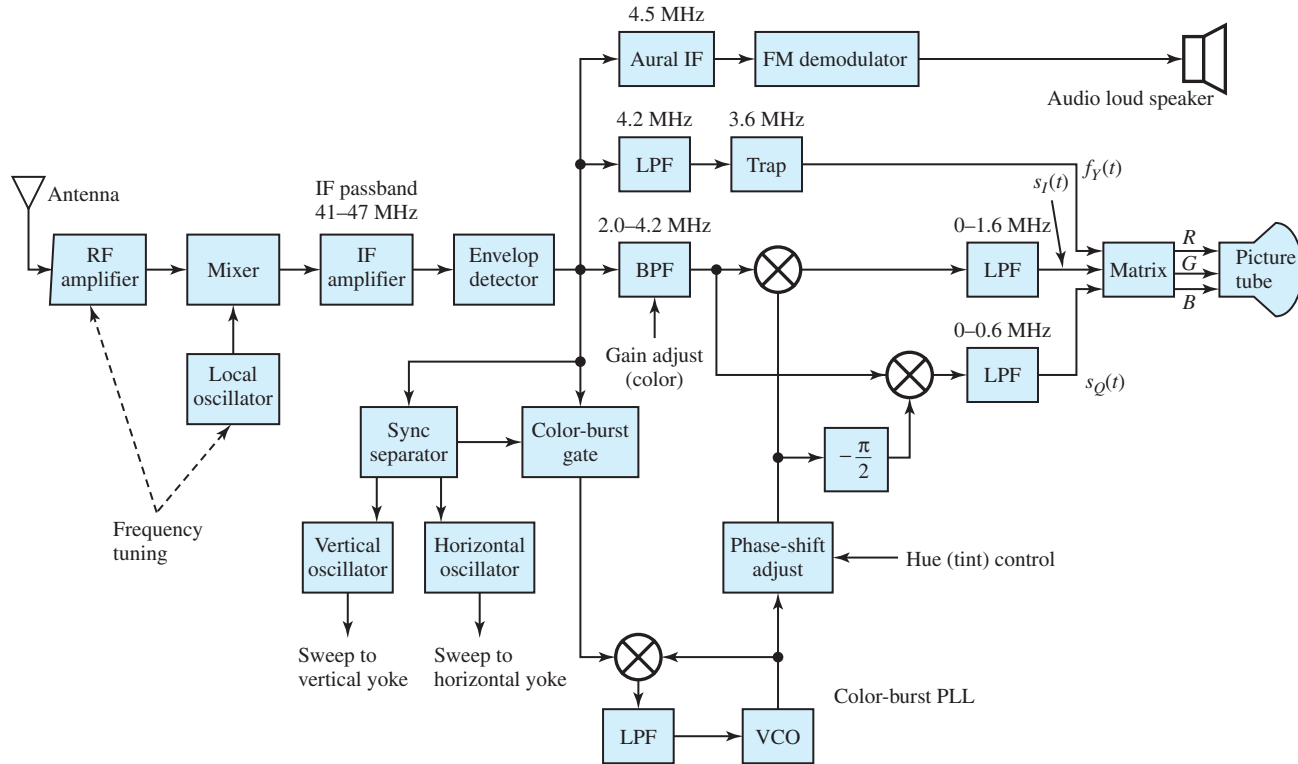 4.5 MHz
Aural IF
FM demodulator
Audio loud speaker
4.2 MHz
3.6 MHz
LPF
Trap
f_Y(t)
s_I(t)
Antenna
IF passband
41–47 MHz
2.0–4.2 MHz
0–1.6 MHz
RF
amplifier
Mixer
IF
amplifier
Envelop
detector
BPF
LPF
Matrix
R
G
B
Picture
tube
Gain adjust
(color)
0–0.6 MHz
LPF
s_Q(t)
Local
oscillator
Sync
separator
Color-burst
gate
−π/2
Frequency
tuning
Vertical
oscillator
Horizontal
oscillator
Phase-shift
adjust
Hue (tint) control
Sweep to
vertical yoke
Sweep to
horizontal yoke
Color-burst PLL
LPF
VCO